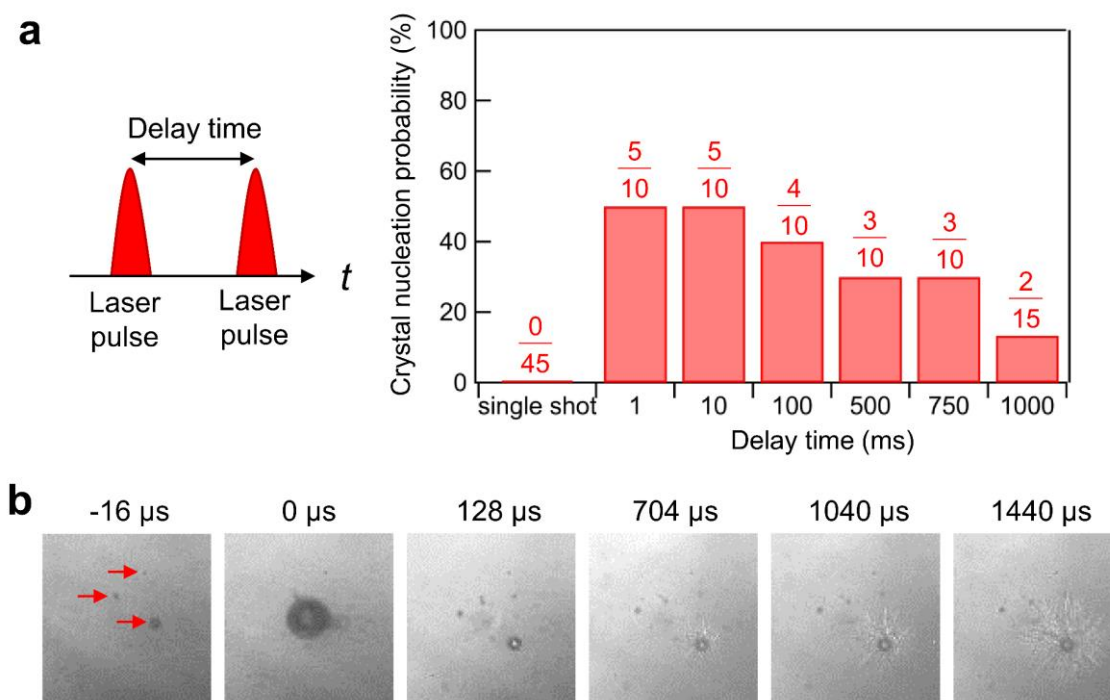 a
Delay time
t
Laser pulse
Laser pulse
Crystal nucleation probability (%)
100
80
60
40
20
0
0/45
5/10
5/10
4/10
3/10
3/10
2/15
single shot
1
10
100
500
750
1000
Delay time (ms)
b
-16 µs
0 µs
128 µs
704 µs
1040 µs
1440 µs